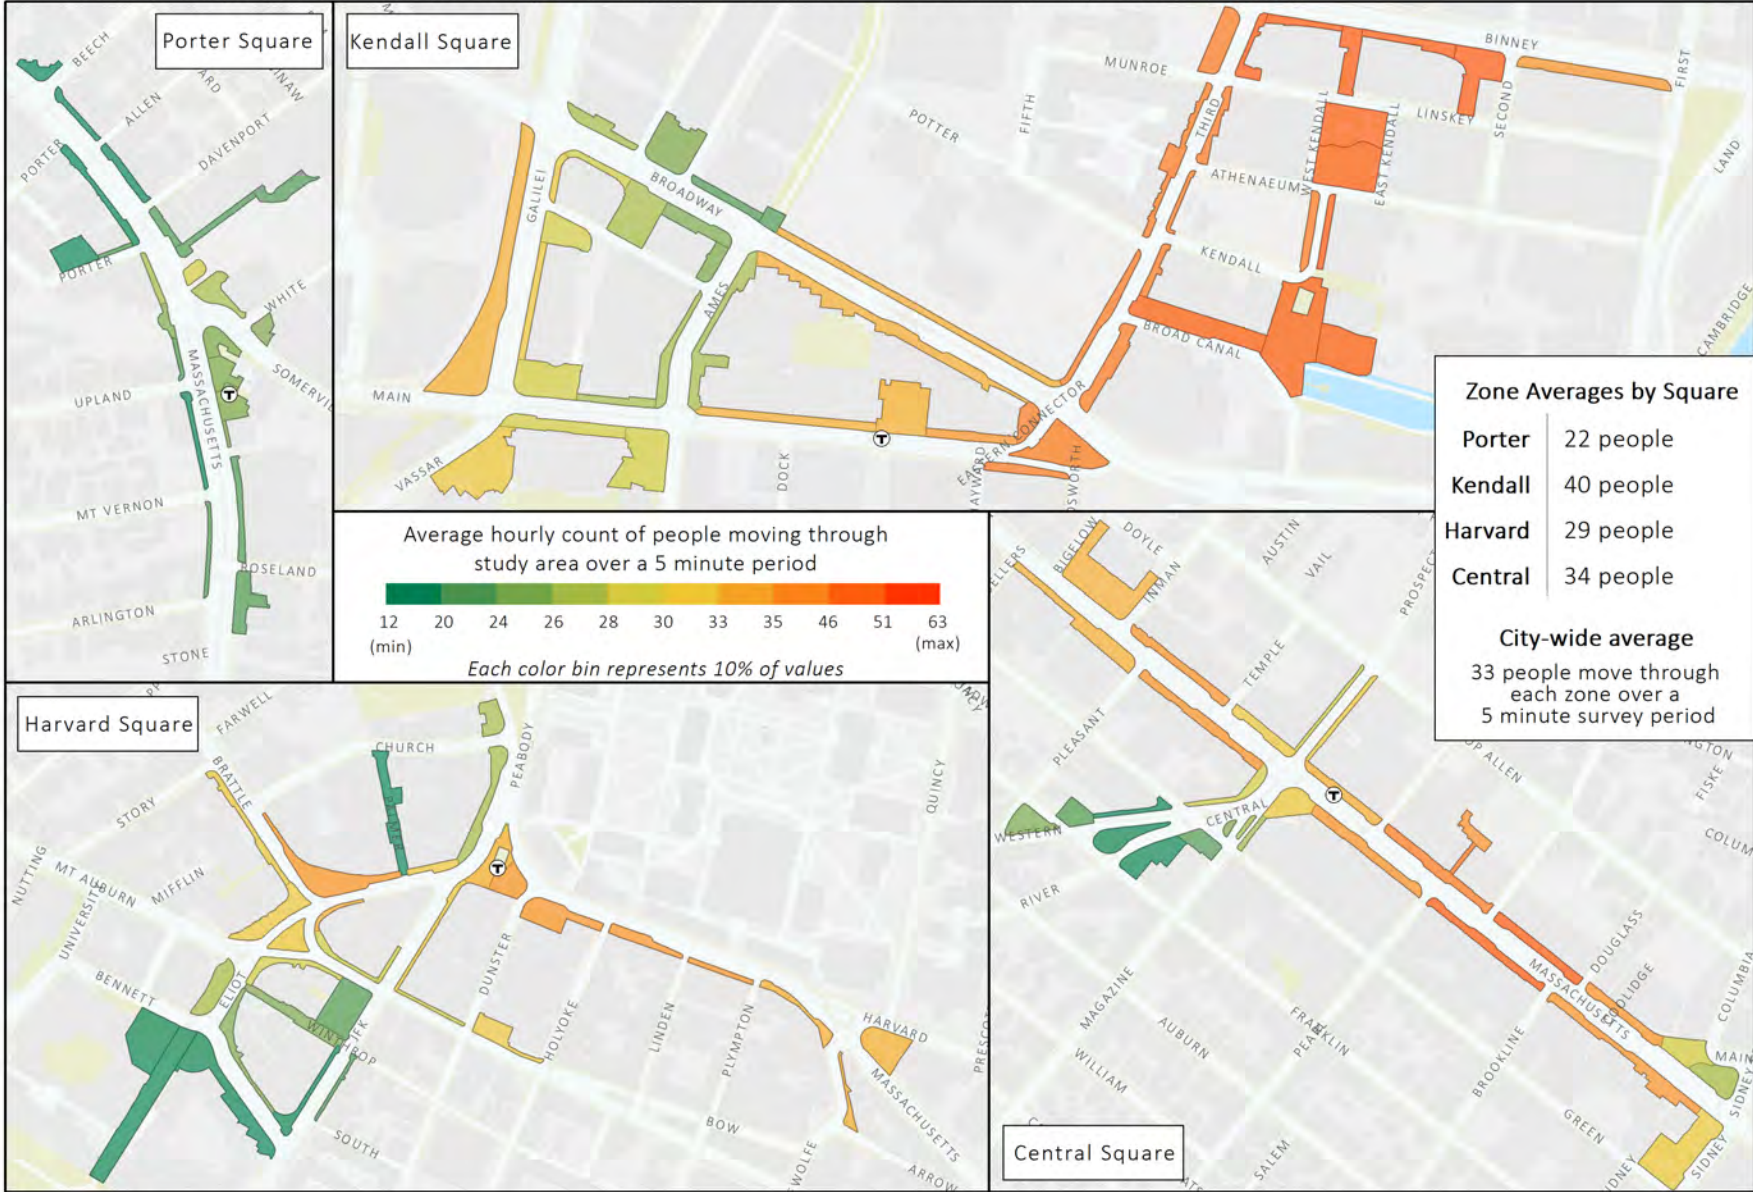 Porter Square
BEECH
ALLEN
DAVENPORT
PORTER
PORTER
WHITE
MASSACHUSETTS
T
UPLAND
MT VERNON
ROSELAND
ARLINGTON
STONE
Kendall Square
BINNEY
FIRST
MUNROE
LINSKEY
SECOND
POTTER
FIFTH
THIRD
WEST KENDALL
EAST KENDALL
LAND
ATHENAEUM
GALILEI
BROADWAY
KENDALL
AMES
BROAD CANAL
CAMBRIDGE
MAIN
VASSAR
DOCK
T
Average hourly count of people moving through
study area over a 5 minute period
12 20 24 26 28 30 33 35 46 51 63
(min) (max)
Each color bin represents 10% of values
Zone Averages by Square
Porter 22 people
Kendall 40 people
Harvard 29 people
Central 34 people
City-wide average
33 people move through
each zone over a
5 minute survey period
Harvard Square
FARWELL
CHURCH
PEABODY
QUINCY
BRATTLE
STORY
PALMER
NUTTING
MT AUBURN
MIFFLIN
UNIVERSITY
T
BENNETT
ELIOT
DUNSTER
WINTHROP
JFK
HOLYOKE
LINDEN
PLYMPTON
HARVARD
MASSACHUSETTS
SOUTH
BOW
ARROW
BIGELOW
DOYLE
INMAN
AUSTIN
VAIL
TEMPLE
PLEASANT
WESTERN
CENTRAL
T
RIVER
FISKE
MAGAZINE
AUBURN
FRANKLIN
WILLIAM
BROOKLINE
DOUGLASS
MASSACHUSETTS
COLUMBIA
MAIN
SIDNEY
GREEN
SIDNEY
SALEM
Central Square